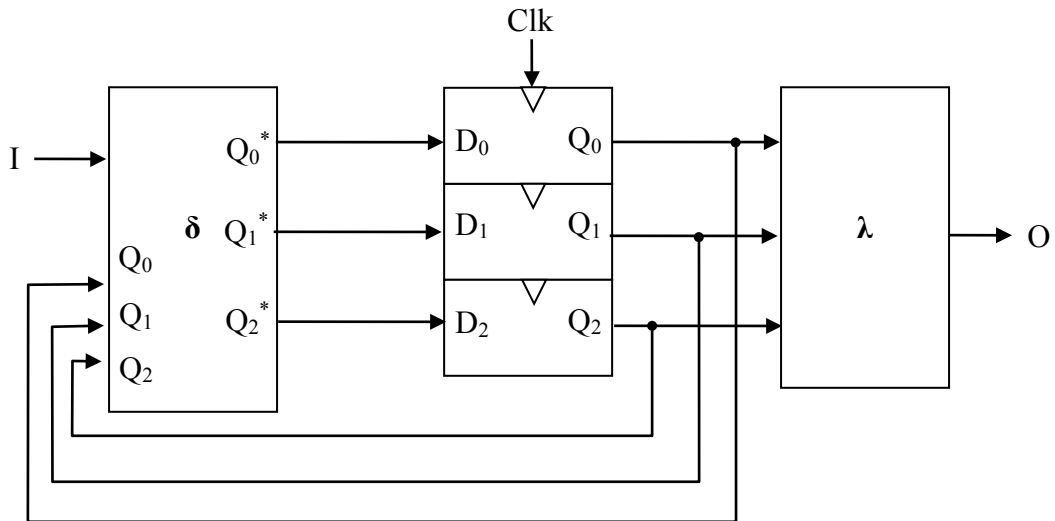 Clk
I
Q₀*
Q₁*
Q₂*
δ
Q₀
Q₁
Q₂
D₀ Q₀
D₁ Q₁
D₂ Q₂
λ
O